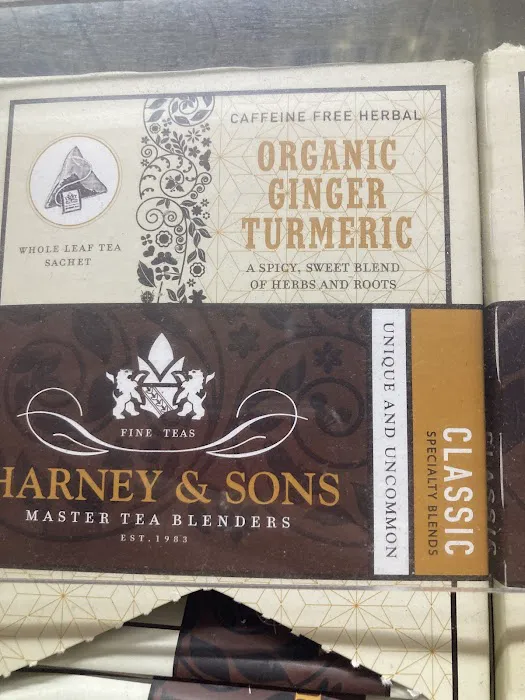 CAFFEINE FREE HERBAL
ORGANIC
GINGER
TURMERIC
A SPICY, SWEET BLEND
OF HERBS AND ROOTS
WHOLE LEAF TEA
SACHET
FINE TEAS
HARNEY & SONS
MASTER TEA BLENDERS
EST. 1983
UNIQUE AND UNCOMMON
CLASSIC
SPECIALTY BLENDS